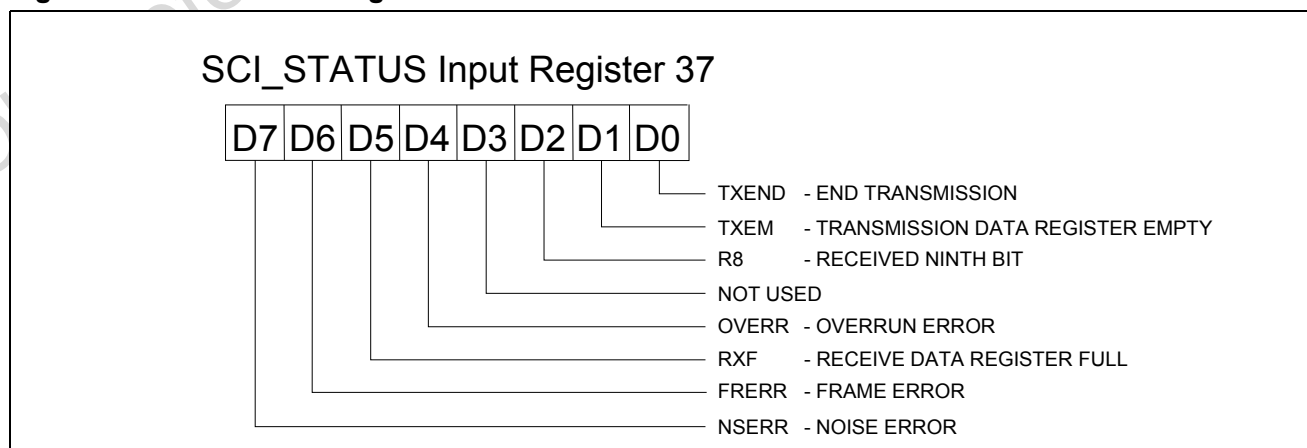 SCI_STATUS Input Register 37
D7 D6 D5 D4 D3 D2 D1 D0
TXEND - END TRANSMISSION
TXEM - TRANSMISSION DATA REGISTER EMPTY
R8 - RECEIVED NINTH BIT
NOT USED
OVERR - OVERRUN ERROR
RXF - RECEIVE DATA REGISTER FULL
FRERR - FRAME ERROR
NSERR - NOISE ERROR